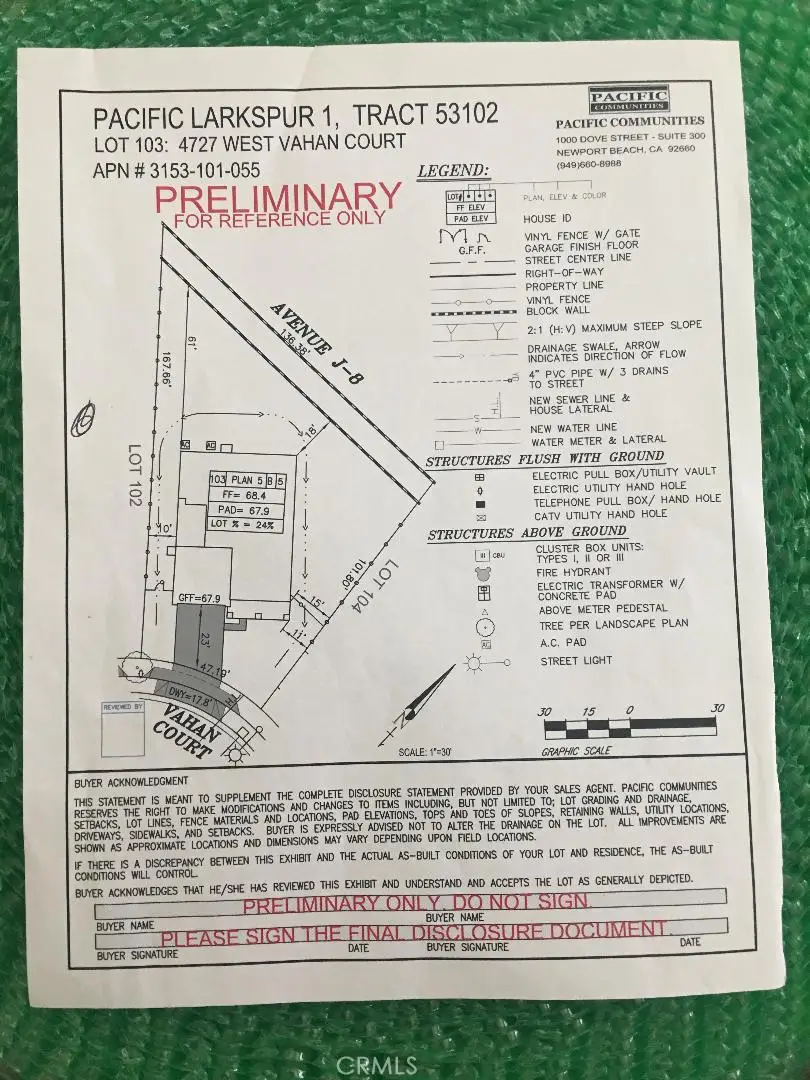 PACIFIC LARKSPUR 1, TRACT 53102
LOT 103: 4727 WEST VAHAN COURT
APN # 3153-101-055
PRELIMINARY
FOR REFERENCE ONLY
PACIFIC
COMMUNITIES
PACIFIC COMMUNITIES
1000 DOVE STREET - SUITE 300
NEWPORT BEACH, CA 92660
(949)660-8988
LEGEND:
PLAN, ELEV & COLOR
LOT#
FF ELEV
PAD ELEV
HOUSE ID
VINYL FENCE W/ GATE
G.F.F.
GARAGE FINISH FLOOR
STREET CENTER LINE
RIGHT-OF-WAY
PROPERTY LINE
VINYL FENCE
BLOCK WALL
2:1 (H:V) MAXIMUM STEEP SLOPE
DRAINAGE SWALE, ARROW
INDICATES DIRECTION OF FLOW
4" PVC PIPE W/ 3 DRAINS
TO STREET
NEW SEWER LINE &
HOUSE LATERAL
S
W
NEW WATER LINE
WATER METER & LATERAL
STRUCTURES FLUSH WITH GROUND
ELECTRIC PULL BOX/UTILITY VAULT
ELECTRIC UTILITY HAND HOLE
TELEPHONE PULL BOX/ HAND HOLE
CATV UTILITY HAND HOLE
STRUCTURES ABOVE GROUND
III CBU
CLUSTER BOX UNITS:
TYPES I, II OR III
FIRE HYDRANT
ELECTRIC TRANSFORMER W/
CONCRETE PAD
ABOVE METER PEDESTAL
TREE PER LANDSCAPE PLAN
AC
A.C. PAD
STREET LIGHT
AVENUE J-8
136.38'
61'
167.66'
18'
LOT 102
AC
AC
103 PLAN 5 B 5
FF= 68.4
PAD= 67.9
LOT % = 24%
10'
101.80'
LOT 104
GFF=67.9
15'
11'
23'
47.19'
DWY=17.8'
VAHAN
COURT
REVIEWED BY
N
SCALE: 1"=30'
30 15 0 30
GRAPHIC SCALE
BUYER ACKNOWLEDGMENT
THIS STATEMENT IS MEANT TO SUPPLEMENT THE COMPLETE DISCLOSURE STATEMENT PROVIDED BY YOUR SALES AGENT. PACIFIC COMMUNITIES
RESERVES THE RIGHT TO MAKE MODIFICATIONS AND CHANGES TO ITEMS INCLUDING, BUT NOT LIMITED TO; LOT GRADING AND DRAINAGE,
SETBACKS, LOT LINES, FENCE MATERIALS AND LOCATIONS, PAD ELEVATIONS, TOPS AND TOES OF SLOPES, RETAINING WALLS, UTILITY LOCATIONS,
DRIVEWAYS, SIDEWALKS, AND SETBACKS. BUYER IS EXPRESSLY ADVISED NOT TO ALTER THE DRAINAGE ON THE LOT. ALL IMPROVEMENTS ARE
SHOWN AS APPROXIMATE LOCATIONS AND DIMENSIONS MAY VARY DEPENDING UPON FIELD LOCATIONS.
IF THERE IS A DISCREPANCY BETWEEN THIS EXHIBIT AND THE ACTUAL AS-BUILT CONDITIONS OF YOUR LOT AND RESIDENCE, THE AS-BUILT
CONDITIONS WILL CONTROL.
BUYER ACKNOWLEDGES THAT HE/SHE HAS REVIEWED THIS EXHIBIT AND UNDERSTAND AND ACCEPTS THE LOT AS GENERALLY DEPICTED.
PRELIMINARY ONLY. DO NOT SIGN.
BUYER NAME BUYER NAME
PLEASE SIGN THE FINAL DISCLOSURE DOCUMENT.
BUYER SIGNATURE DATE BUYER SIGNATURE DATE
CRMLS